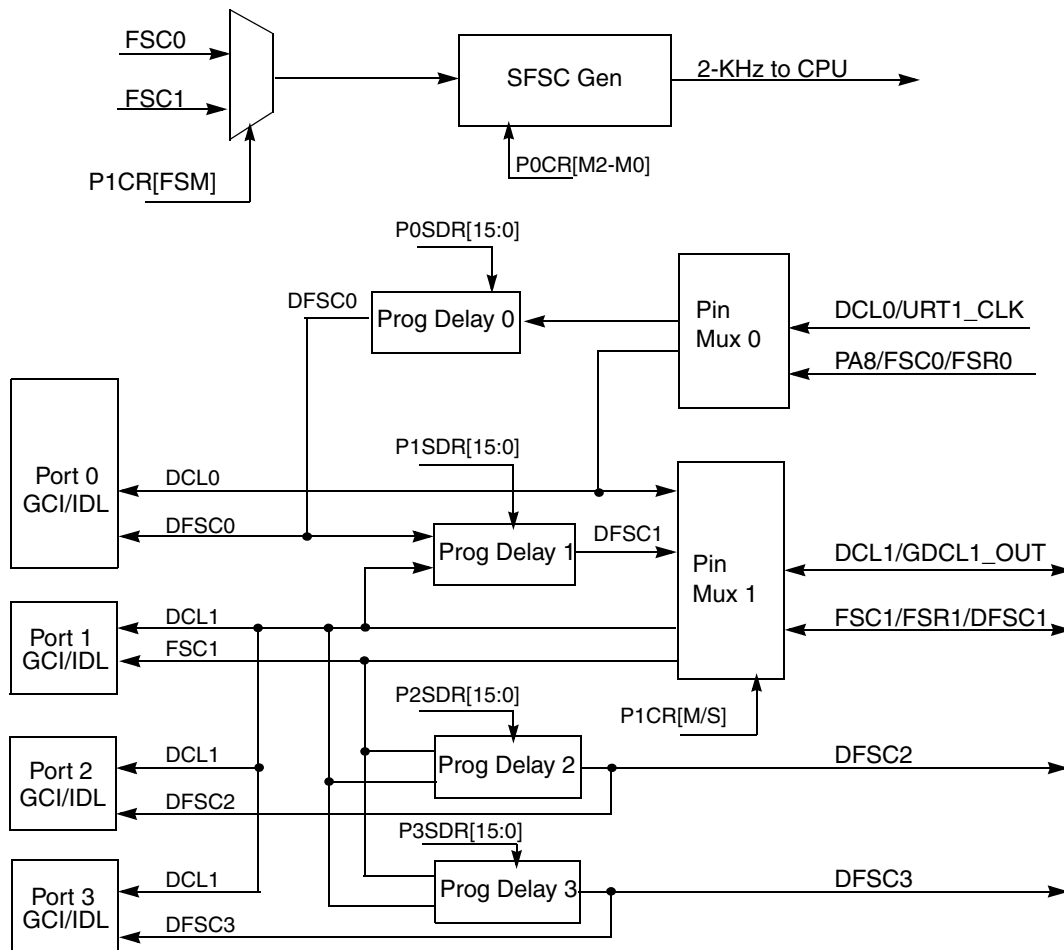 FSC0
FSC1
SFSC Gen
2-KHz to CPU
P1CR[FSM]
P0CR[M2-M0]
P0SDR[15:0]
DFSC0
Prog Delay 0
Pin
Mux 0
DCL0/URT1_CLK
PA8/FSC0/FSR0
Port 0
GCI/IDL
DCL0
DFSC0
P1SDR[15:0]
Prog Delay 1
DFSC1
Pin
Mux 1
DCL1/GDCL1_OUT
FSC1/FSR1/DFSC1
P1CR[M/S]
Port 1
GCI/IDL
DCL1
FSC1
P2SDR[15:0]
Prog Delay 2
DFSC2
Port 2
GCI/IDL
DCL1
DFSC2
P3SDR[15:0]
Prog Delay 3
DFSC3
Port 3
GCI/IDL
DCL1
DFSC3